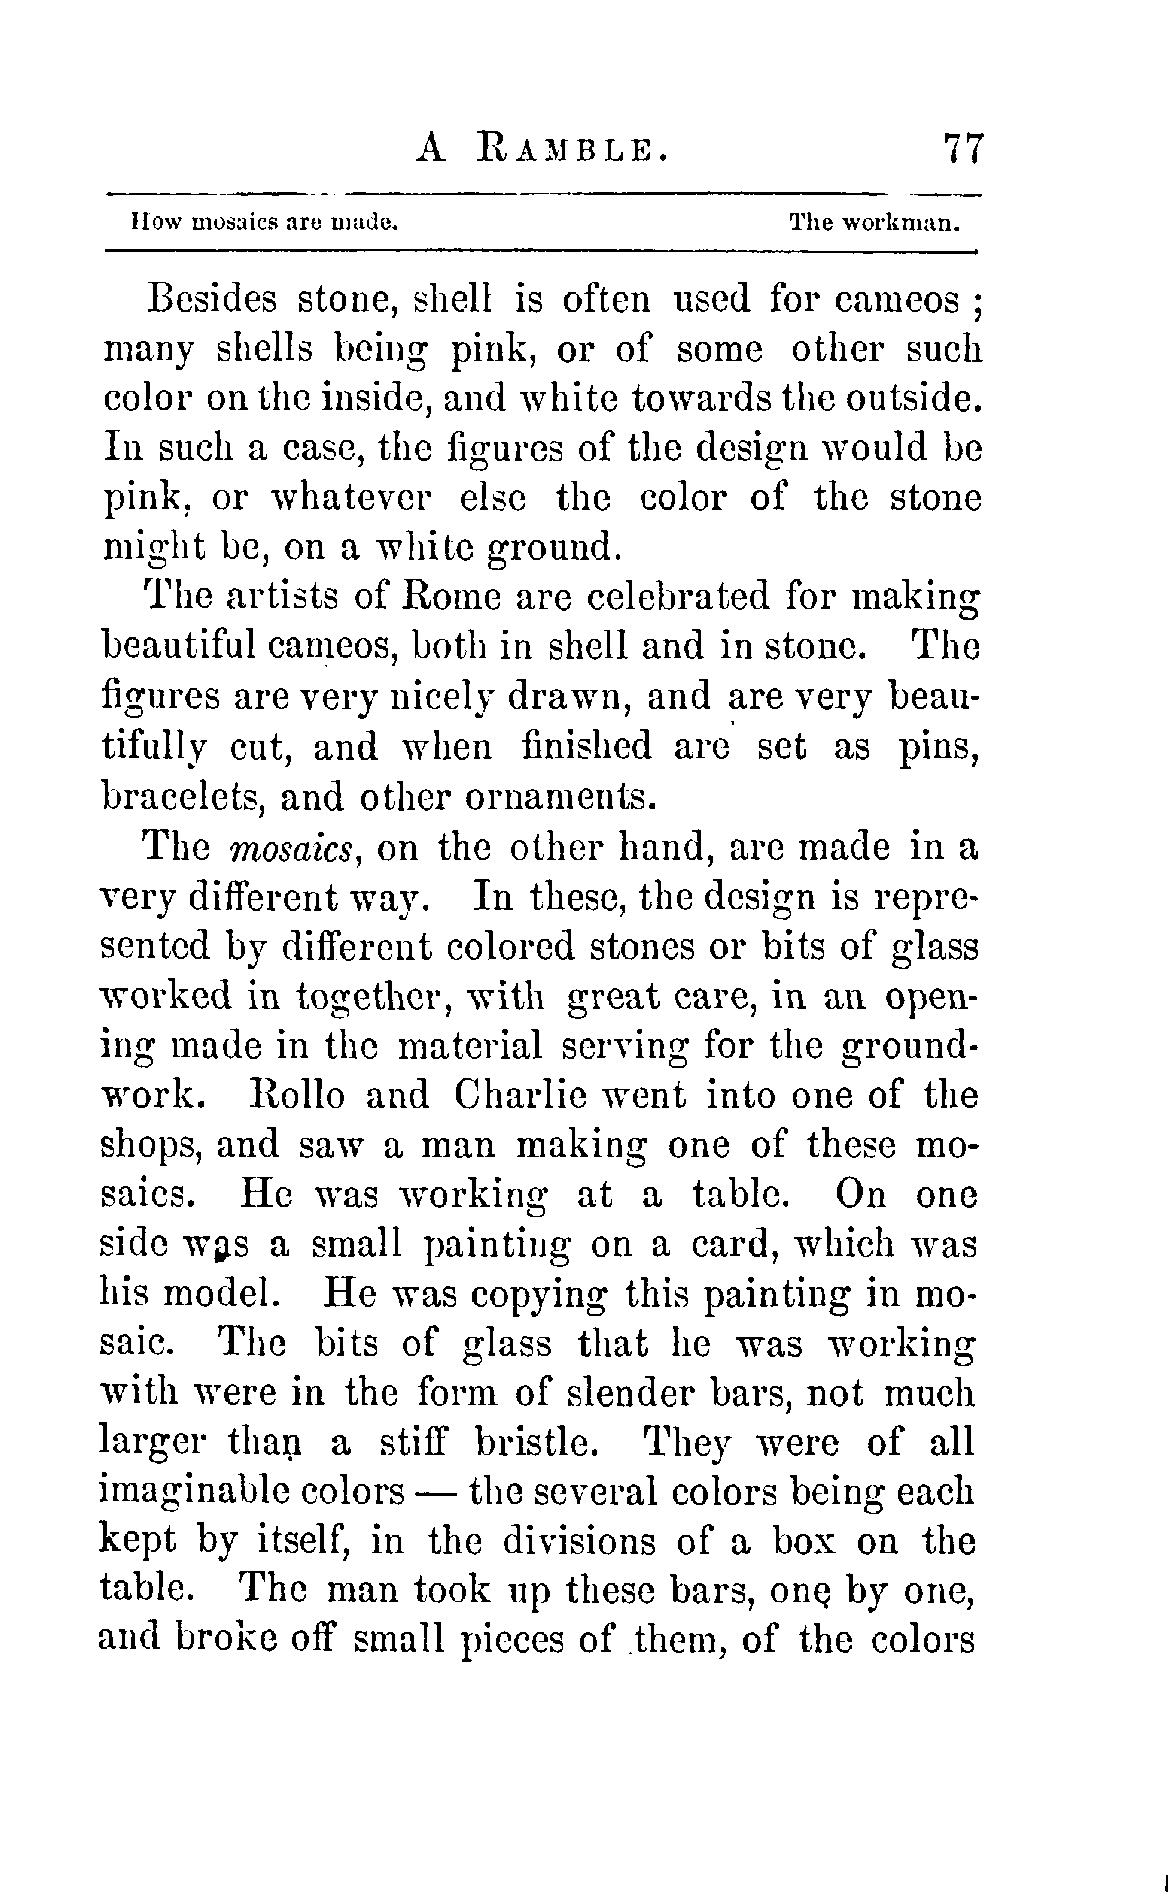 A RAMBLE. 77
How mosaics are made. The workman.
Besides stone, shell is often used for cameos ;
many shells being pink, or of some other such
color on the inside, and white towards the outside.
In such a case, the figures of the design would be
pink, or whatever else the color of the stone
might be, on a white ground.
The artists of Rome are celebrated for making
beautiful cameos, both in shell and in stone. The
figures are very nicely drawn, and are very beau-
tifully cut, and when finished are set as pins,
bracelets, and other ornaments.
The mosaics, on the other hand, are made in a
very different way. In these, the design is repre-
sented by different colored stones or bits of glass
worked in together, with great care, in an open-
ing made in the material serving for the ground-
work. Rollo and Charlie went into one of the
shops, and saw a man making one of these mo-
saics. He was working at a table. On one
side was a small painting on a card, which was
his model. He was copying this painting in mo-
saic. The bits of glass that he was working
with were in the form of slender bars, not much
larger than a stiff bristle. They were of all
imaginable colors — the several colors being each
kept by itself, in the divisions of a box on the
table. The man took up these bars, one by one,
and broke off small pieces of them, of the colors